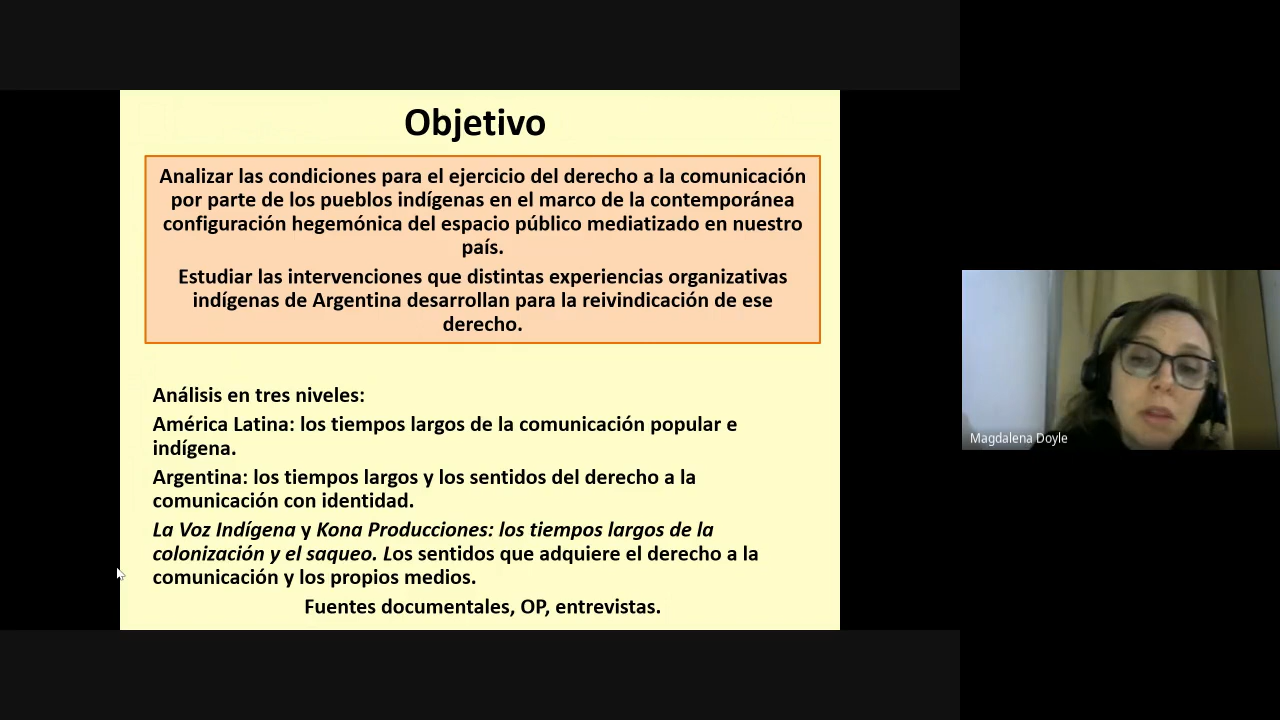 Objetivo
Analizar las condiciones para el ejercicio del derecho a la comunicación
por parte de los pueblos indígenas en el marco de la contemporánea
configuración hegemónica del espacio público mediatizado en nuestro
país.
Estudiar las intervenciones que distintas experiencias organizativas
indígenas de Argentina desarrollan para la reivindicación de ese
derecho.
Análisis en tres niveles:
América Latina: los tiempos largos de la comunicación popular e
indígena.
Argentina: los tiempos largos y los sentidos del derecho a la
comunicación con identidad.
La Voz Indígena y Kona Producciones: los tiempos largos de la
colonización y el saqueo. Los sentidos que adquiere el derecho a la
comunicación y los propios medios.
Fuentes documentales, OP, entrevistas.
Magdalena Doyle